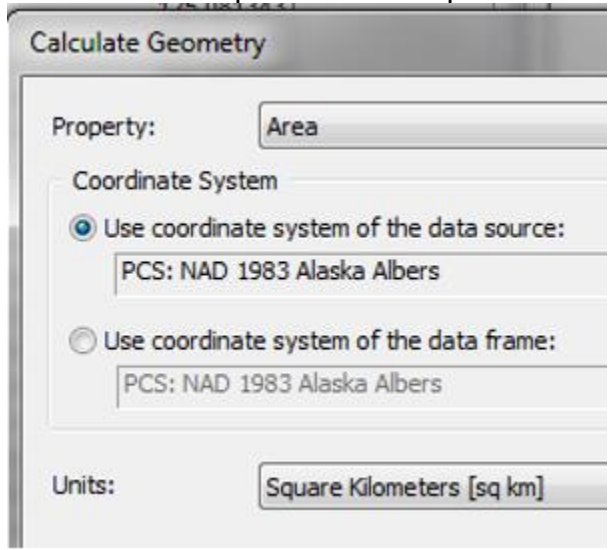 Calculate Geometry
Property:
Area
Coordinate System
Use coordinate system of the data source:
PCS: NAD 1983 Alaska Albers
Use coordinate system of the data frame:
PCS: NAD 1983 Alaska Albers
Units:
Square Kilometers [sq km]